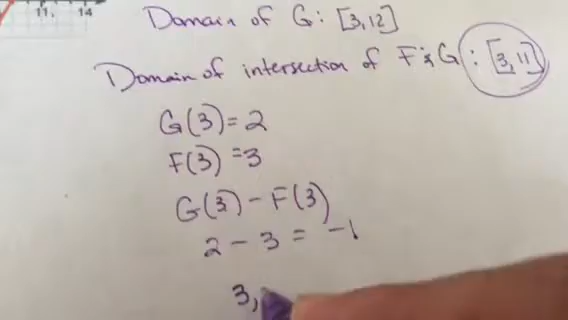 11, 14
Domain of G: [3,12]
Domain of intersection of F & G: [3,11]
G(3)=2
F(3)=3
G(3)-F(3)
2-3=-1
3,